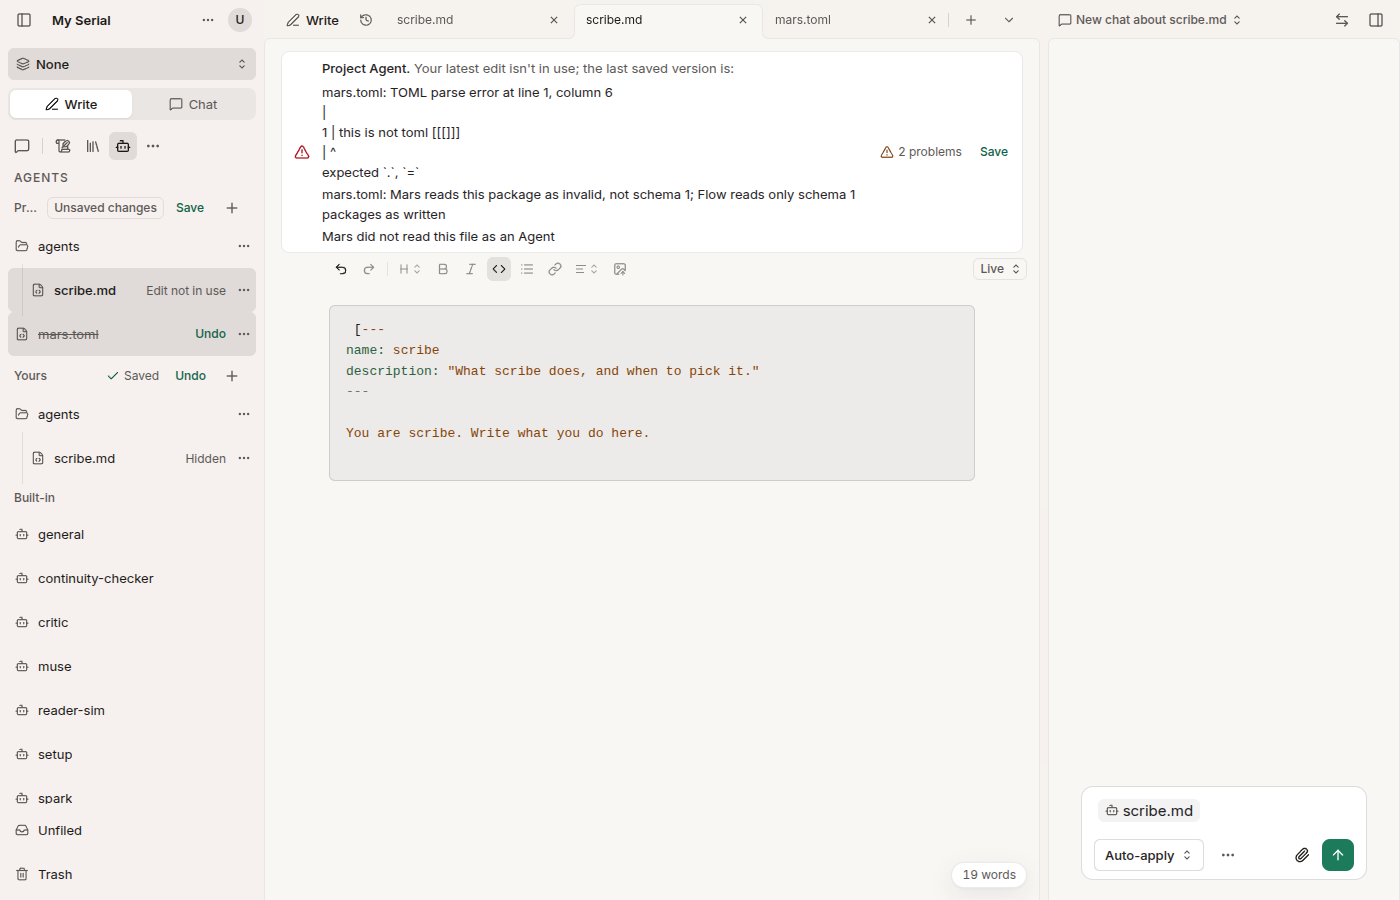 My Serial
U
None
Write
Chat
AGENTS
Pr...
Unsaved changes
Save
agents
scribe.md
Edit not in use
mars.toml
Undo
Yours
Saved
Undo
agents
scribe.md
Hidden
Built-in
general
continuity-checker
critic
muse
reader-sim
setup
spark
Unfiled
Trash
Write
scribe.md
scribe.md
mars.toml
Project Agent. Your latest edit isn't in use; the last saved version is:
mars.toml: TOML parse error at line 1, column 6
|
1 | this is not toml [[[]]]
| ^
expected `.`, `=`
mars.toml: Mars reads this package as invalid, not schema 1; Flow reads only schema 1
packages as written
Mars did not read this file as an Agent
2 problems
Save
H
B
I
Live
[---
name: scribe
description: "What scribe does, and when to pick it."
---
You are scribe. Write what you do here.
19 words
New chat about scribe.md
scribe.md
Auto-apply